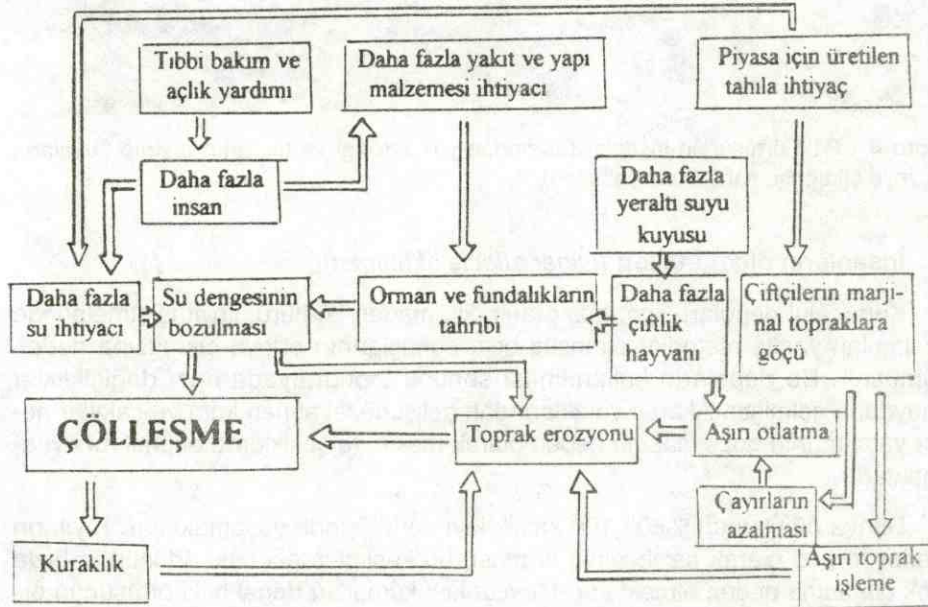 Tıbbi bakım ve
açlık yardımı
Daha fazla yakıt ve yapı
malzemesi ihtiyacı
Piyasa için üretilen
tahıla ihtiyaç
Daha fazla
insan
Daha fazla
yeraltı suyu
kuyusu
Daha fazla
su ihtiyacı
Su dengesinin
bozulması
Orman ve fundalıkların
tahribi
Daha fazla
çiftlik
hayvanı
Çiftçilerin marji-
nal topraklara
göçü
ÇÖLLEŞME
Toprak erozyonu
Aşırı otlatma
Çayırların
azalması
Kuraklık
Aşırı toprak
işleme